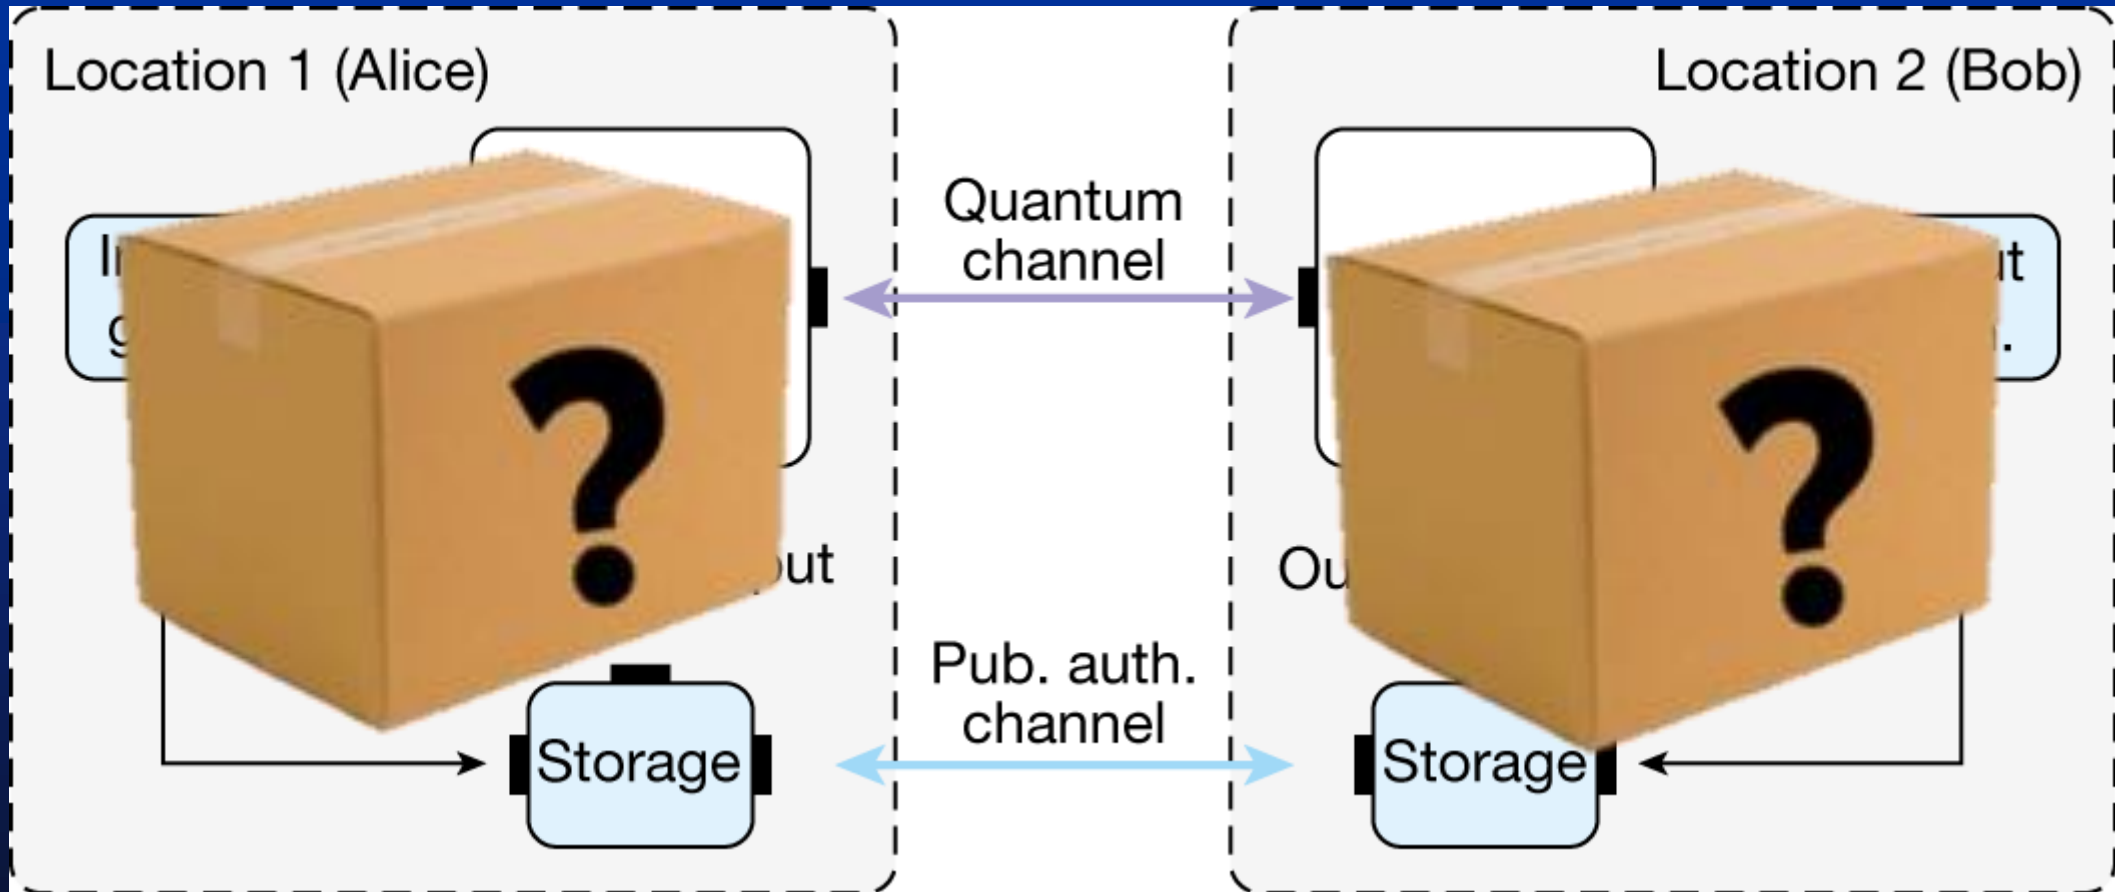 Location 1 (Alice)
Location 2 (Bob)
Quantum
channel
?
?
Pub. auth.
channel
Storage
Storage